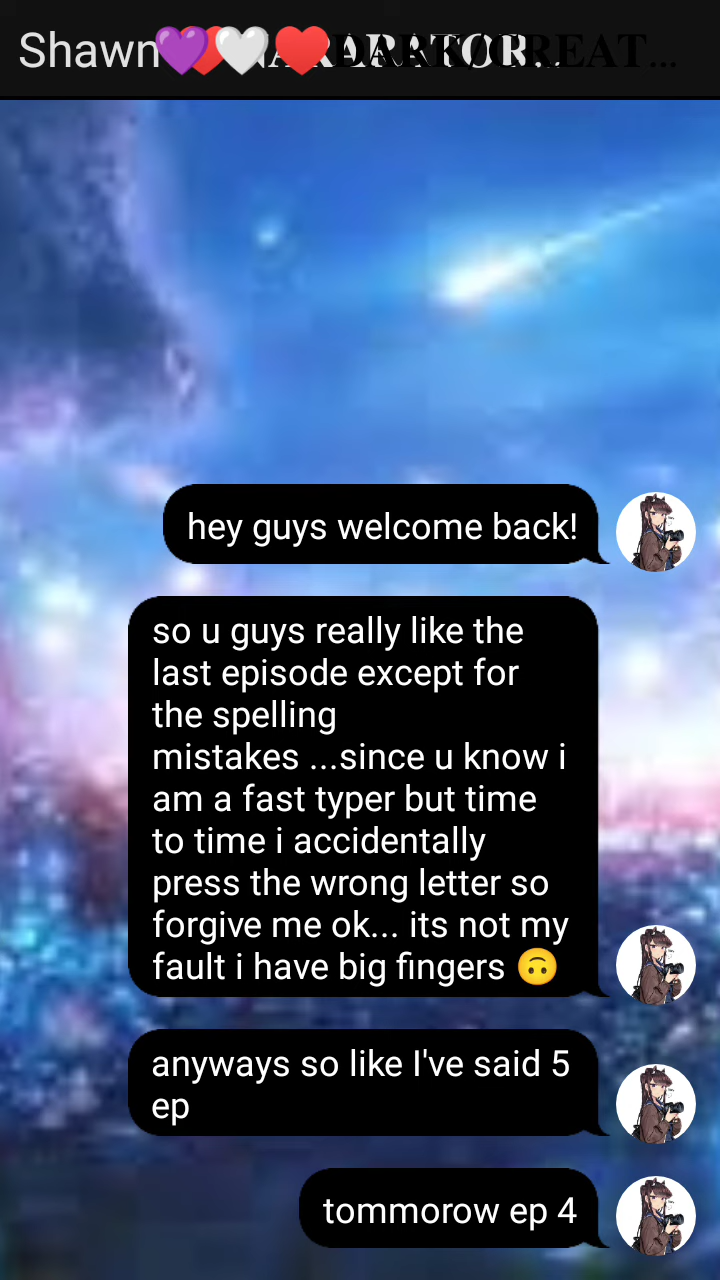 Shawn💜
hey guys welcome back!
so u guys really like the
last episode except for
the spelling
mistakes ...since u know i
am a fast typer but time
to time i accidentally
press the wrong letter so
forgive me ok... its not my
fault i have big fingers 🙃
anyways so like I've said 5
ep
tommorow ep 4